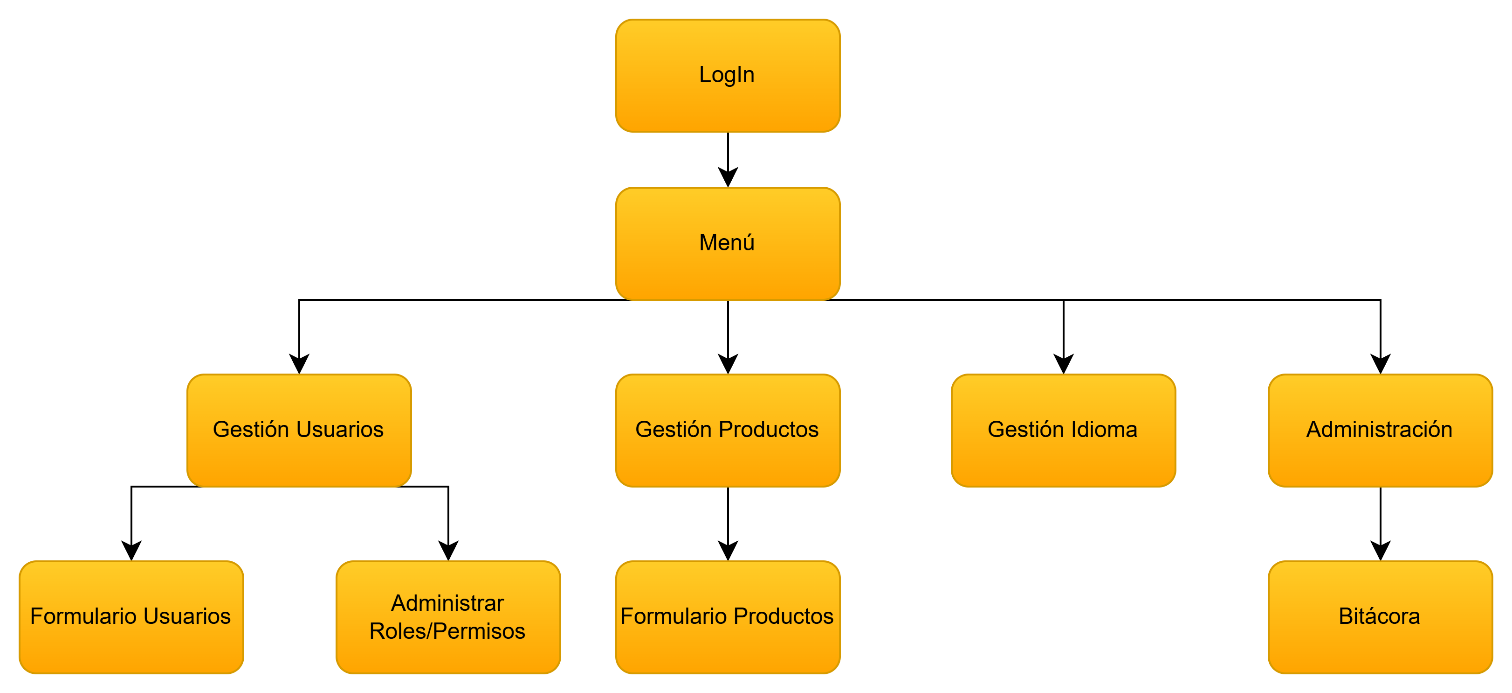 LogIn
Menú
Gestión Usuarios
Gestión Productos
Gestión Idioma
Administración
Formulario Usuarios
Administrar
Roles/Permisos
Formulario Productos
Bitácora